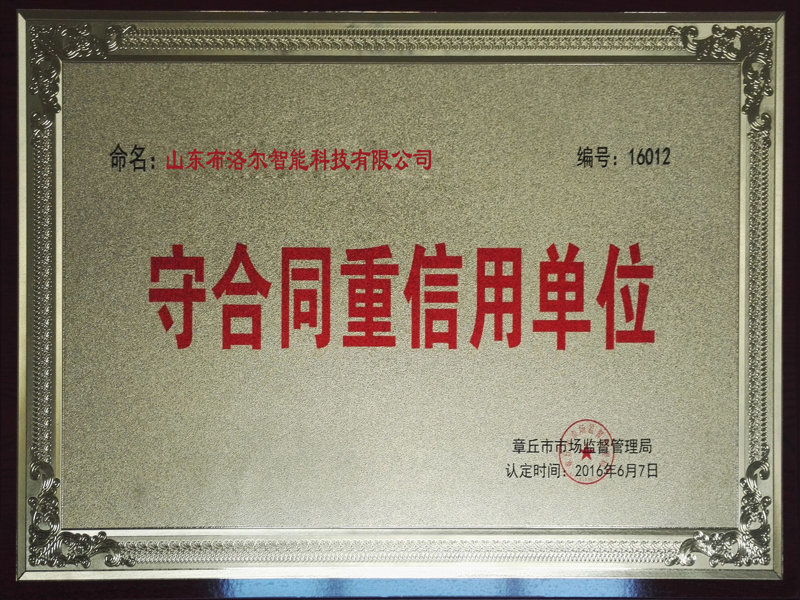 命名：山东布洛尔智能科技有限公司 编号：16012
守合同重信用单位
章丘市市场监督管理局
认定时间：2016年6月7日